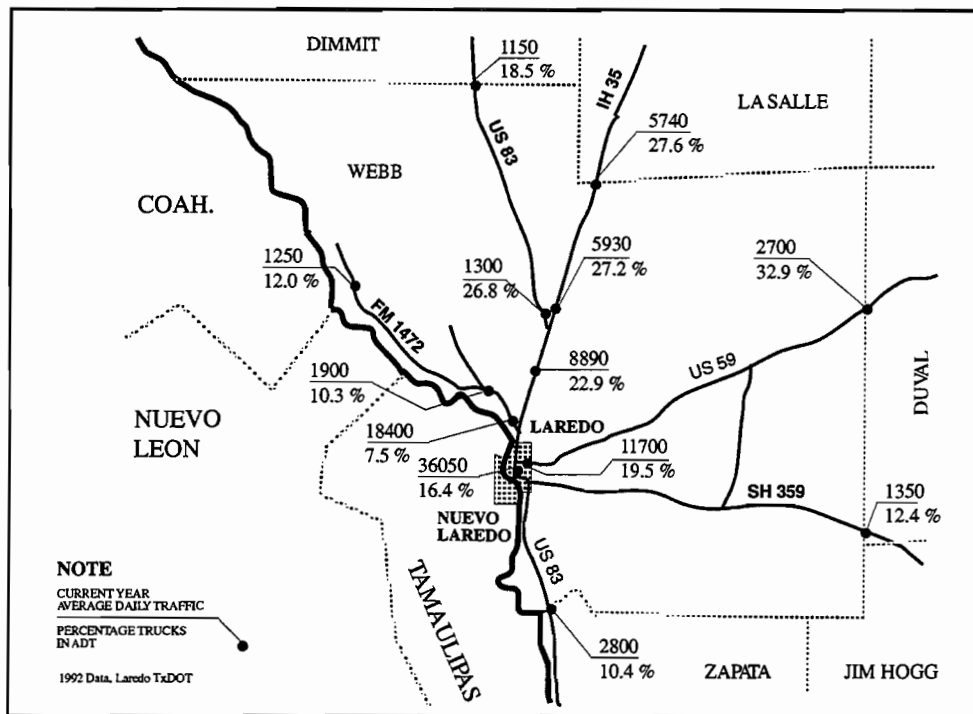 DIMMIT
1150
18.5 %
IH 35
LA SALLE
5740
27.6 %
US 83
WEBB
COAH.
1250
12.0 %
1300
26.8 %
5930
27.2 %
2700
32.9 %
FM 1472
8890
22.9 %
US 59
DUVAL
1900
10.3 %
NUEVO
LEON
18400
7.5 %
LAREDO
36050
16.4 %
11700
19.5 %
SH 359
1350
12.4 %
NUEVO
LAREDO
US 83
TAMAULIPAS
NOTE
CURRENT YEAR
AVERAGE DAILY TRAFFIC
PERCENTAGE TRUCKS
IN ADT
1992 Data, Laredo TxDOT
2800
10.4 %
ZAPATA
JIM HOGG